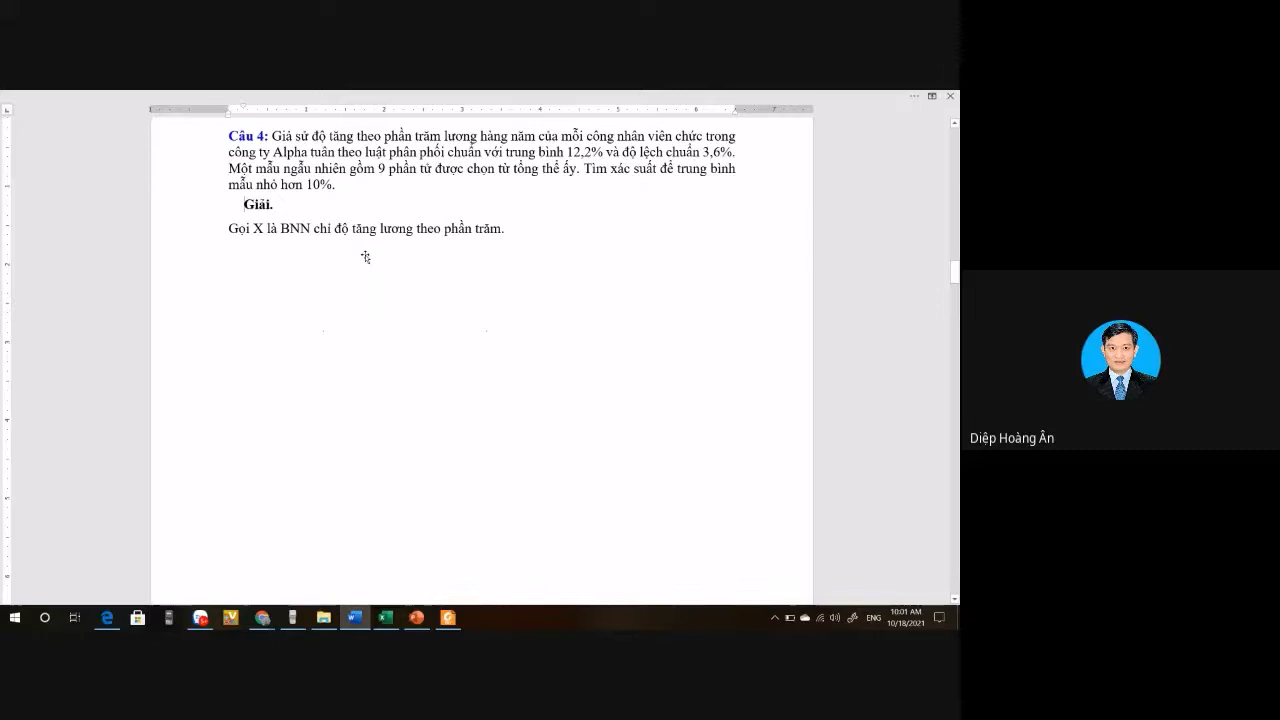 Câu 4: Giả sử độ tăng theo phần trăm lương hàng năm của mỗi công nhân viên chức trong
công ty Alpha tuân theo luật phân phối chuẩn với trung bình 12,2% và độ lệch chuẩn 3,6%.
Một mẫu ngẫu nhiên gồm 9 phần tử được chọn từ tổng thể ấy. Tìm xác suất để trung bình
mẫu nhỏ hơn 10%.
Giải.
Gọi X là BNN chỉ độ tăng lương theo phần trăm.
Diệp Hoàng Ân
ENG
10:01 AM
10/18/2021